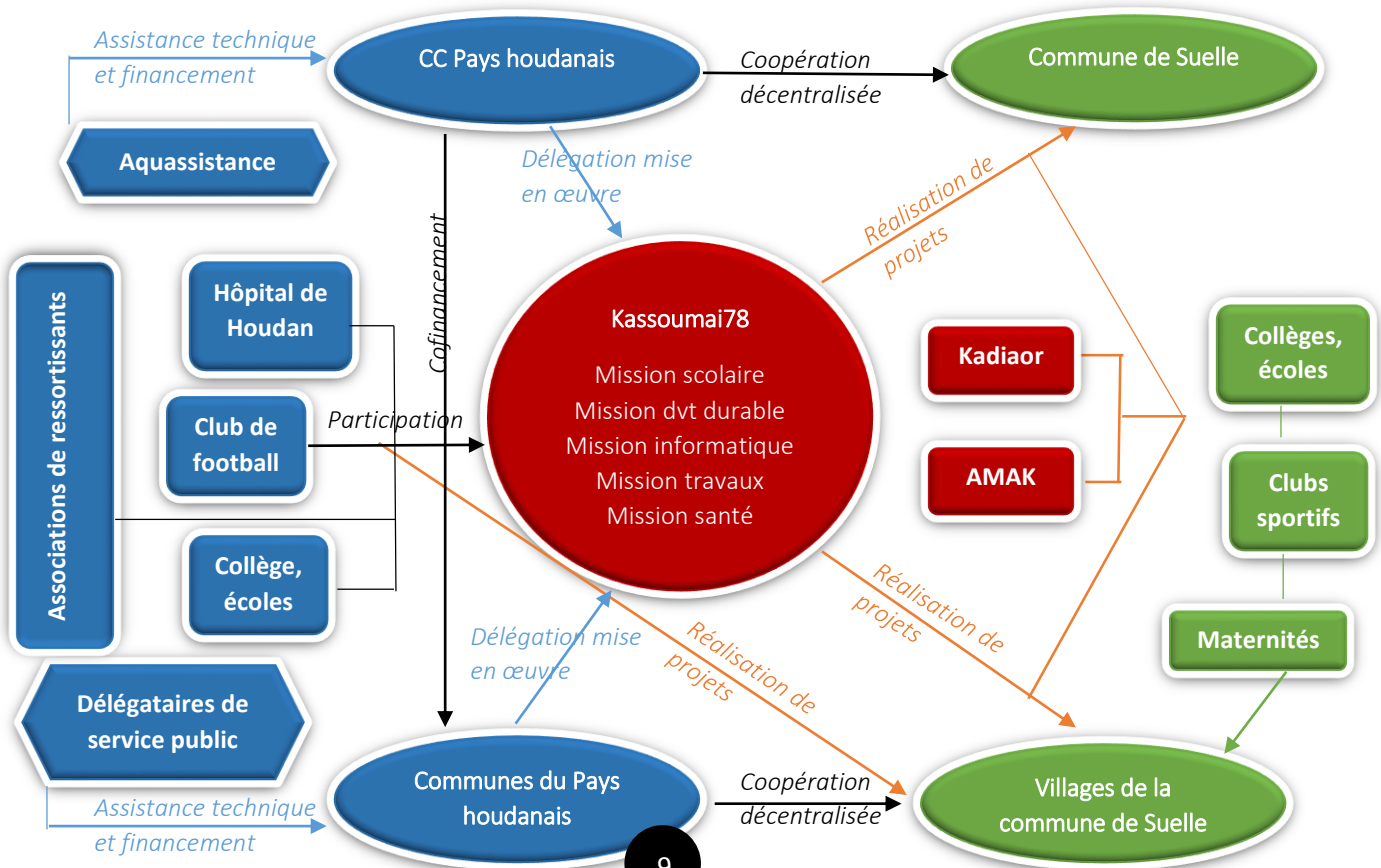 Assistance technique
et financement
CC Pays houdanais
Coopération
décentralisée
Commune de Suelle
Aquassistance
Délégation mise
en œuvre
Réalisation de
projets
Cofinancement
Associations de ressortissants
Hôpital de
Houdan
Club de
football
Collège,
écoles
Participation
Kassoumai78
Mission scolaire
Mission dvt durable
Mission informatique
Mission travaux
Mission santé
Kadiaor
AMAK
Collèges,
écoles
Clubs
sportifs
Maternités
Réalisation de
projets
Réalisation de
projets
Délégation mise
en œuvre
Délégataires de
service public
Assistance technique
et financement
Communes du Pays
houdanais
Coopération
décentralisée
Villages de la
commune de Suelle
9